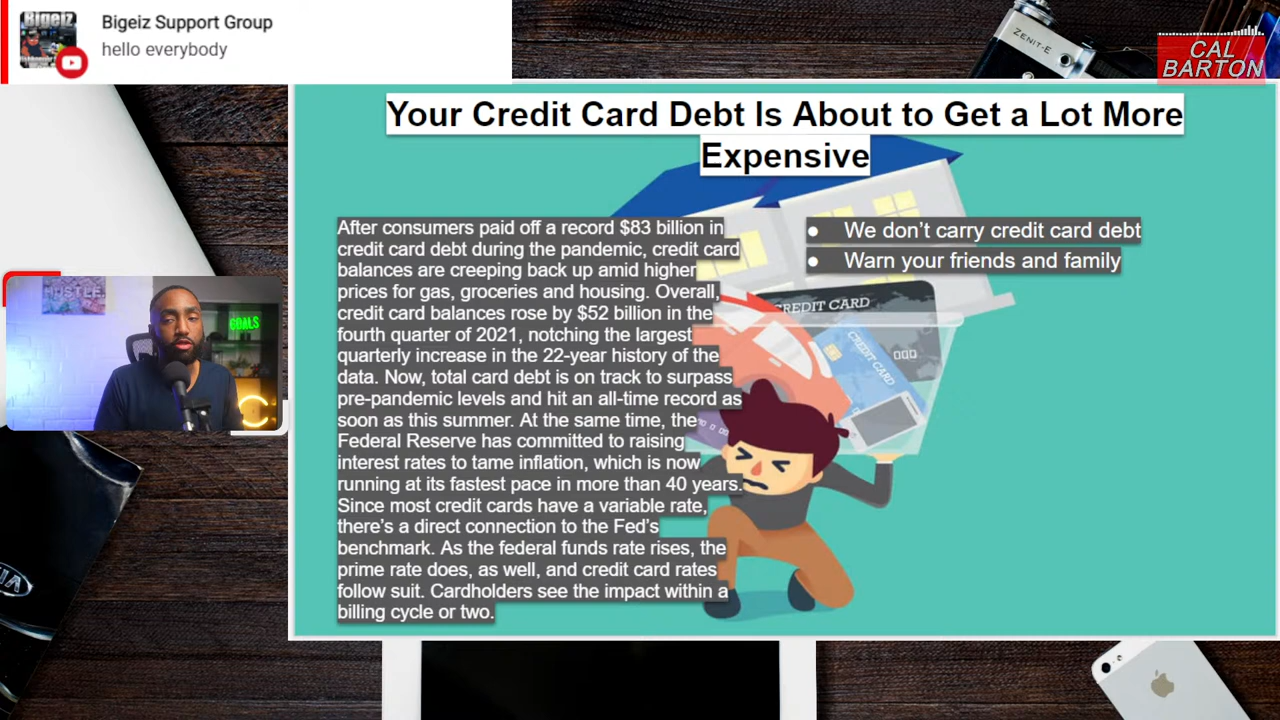 Bigeiz Support Group
hello everybody
ZENIT-E
CAL
BARTON
Your Credit Card Debt Is About to Get a Lot More
Expensive
After consumers paid off a record $83 billion in
credit card debt during the pandemic, credit card
balances are creeping back up amid higher
prices for gas, groceries and housing. Overall,
credit card balances rose by $52 billion in the
fourth quarter of 2021, notching the largest
quarterly increase in the 22-year history of the
data. Now, total card debt is on track to surpass
pre-pandemic levels and hit an all-time record as
soon as this summer. At the same time, the
Federal Reserve has committed to raising
interest rates to tame inflation, which is now
running at its fastest pace in more than 40 years.
Since most credit cards have a variable rate,
there's a direct connection to the Fed's
benchmark. As the federal funds rate rises, the
prime rate does, as well, and credit card rates
follow suit. Cardholders see the impact within a
billing cycle or two.
● We don't carry credit card debt
● Warn your friends and family
CREDIT CARD
CREDIT CARD
HUSTLE
GOALS